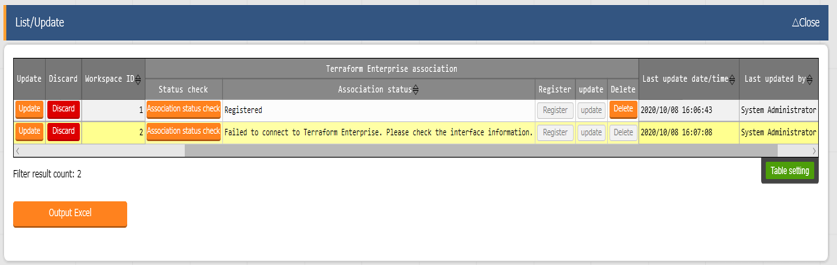 List/Update
△Close
Terraform Enterprise association
Update Discard Workspace ID Last update date/time Last updated by
Status check Association status Register update Delete
Update Discard 1 Association status check Registered Register update Delete 2020/10/08 16:06:43 System Administrator
Update Discard 2 Association status check Failed to connect to Terraform Enterprise. Please check the interface information. Register update Delete 2020/10/08 16:07:08 System Administrator
Filter result count: 2
Table setting
Output Excel